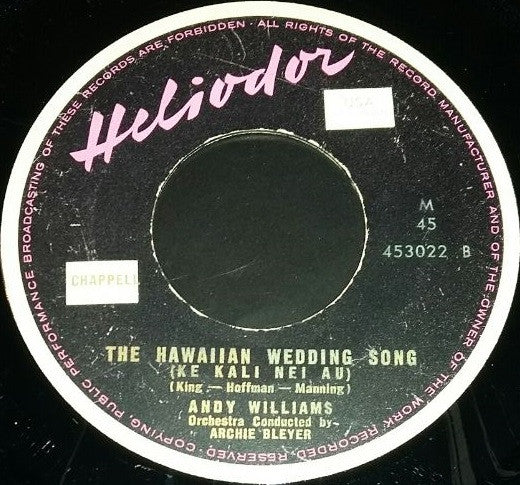 BROADCASTING OF THESE RECORDS ARE FORBIDDEN · ALL RIGHTS OF THE RECORD MANUFACTURER AND OF THE OWNER OF THE WORK RECORDED RESERVED. COPYING, PUBLIC PERFORMANCE
Heliodor
USA
M
45
453022 B
CHAPPELL
THE HAWAIIAN WEDDING SONG
(KE KALI NEI AU)
(King — Hoffman — Manning)
ANDY WILLIAMS
Orchestra Conducted by
ARCHIE BLEYER